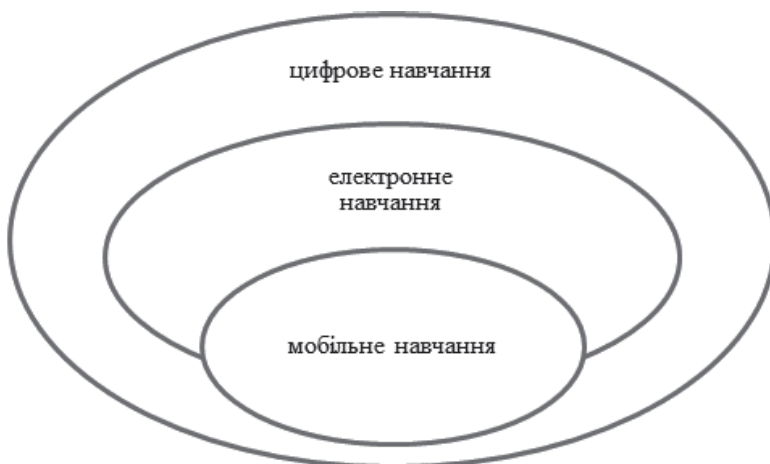 цифрове навчання
електронне
навчання
мобільне навчання